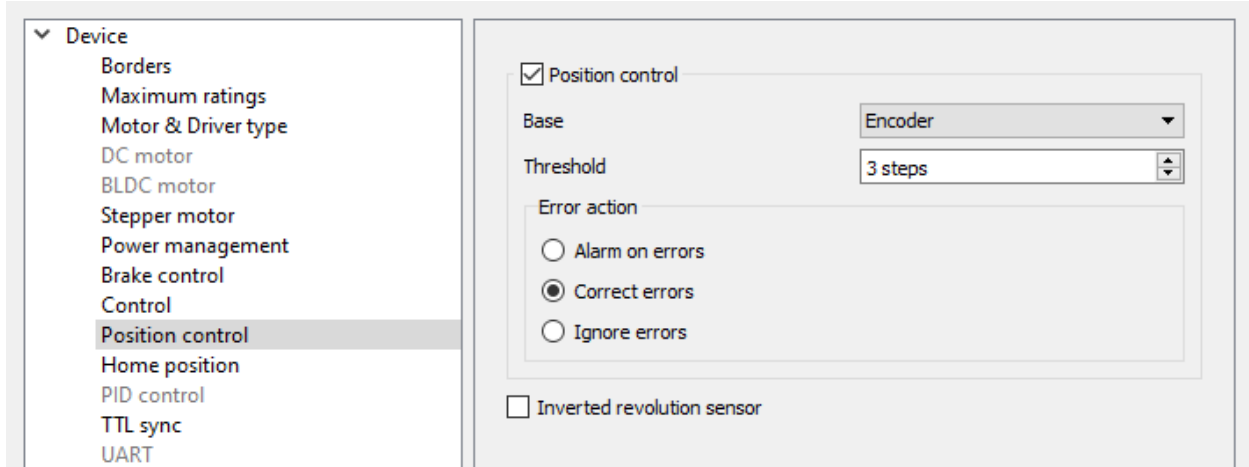 Device
Borders
Maximum ratings
Motor & Driver type
DC motor
BLDC motor
Stepper motor
Power management
Brake control
Control
Position control
Home position
PID control
TTL sync
UART
Position control
Base Encoder
Threshold 3 steps
Error action
Alarm on errors
Correct errors
Ignore errors
Inverted revolution sensor